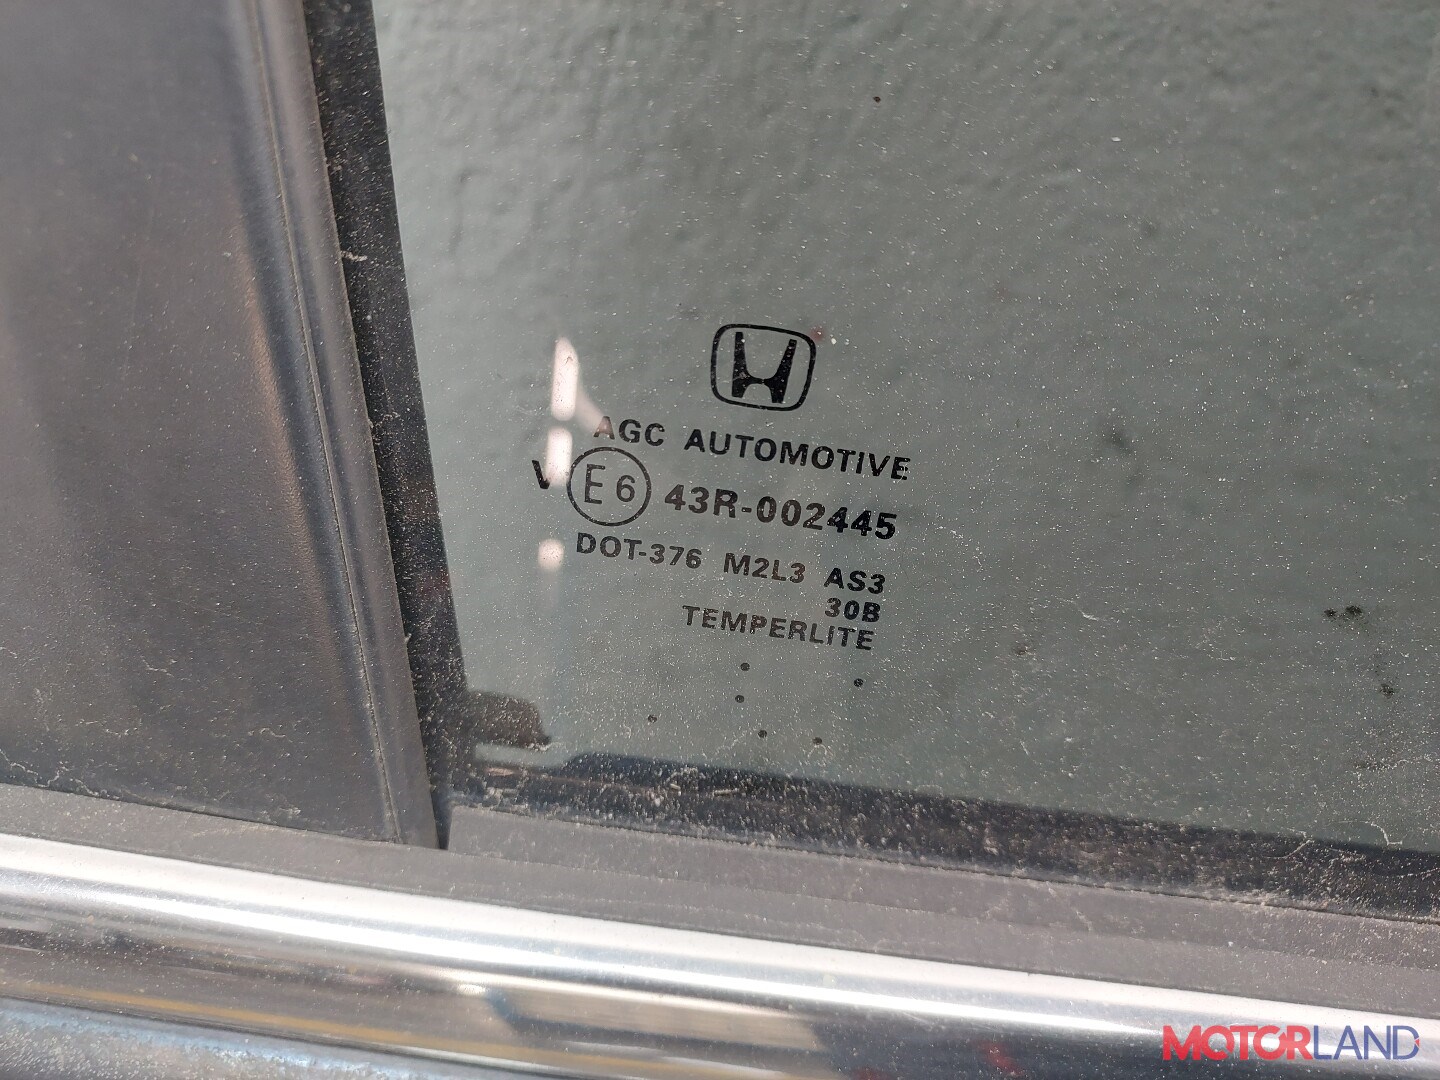 AGC AUTOMOTIVE
V E6 43R-002445
DOT-376 M2L3 AS3
30B
TEMPERLITE
MOTORLAND